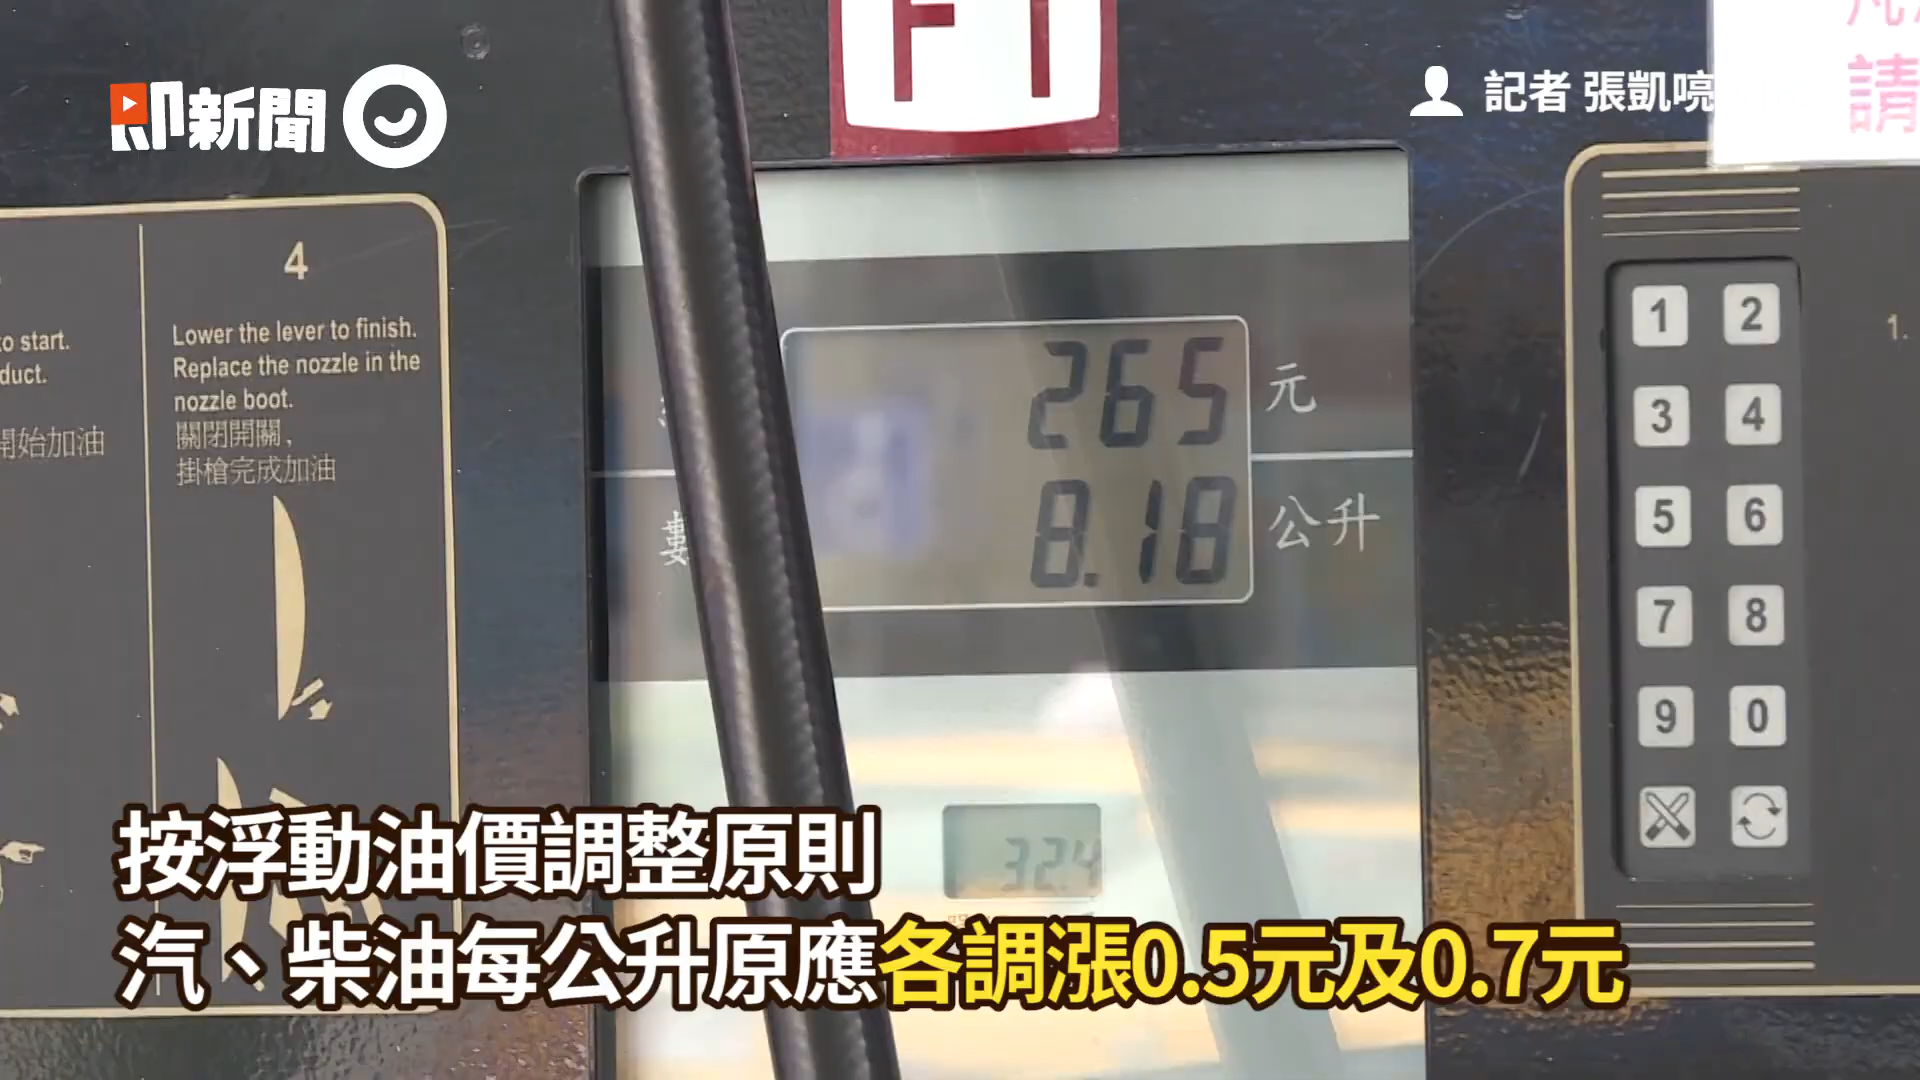 即新聞
記者 張凱喨
請
4
Lower the lever to finish.
Replace the nozzle in the
nozzle boot.
關閉開關，
掛槍完成加油
to start.
duct.
開始加油
265 元
8.18 公升
32.4
1 2
3 4
5 6
7 8
9 0
1.
按浮動油價調整原則
汽、柴油每公升原應各調漲0.5元及0.7元